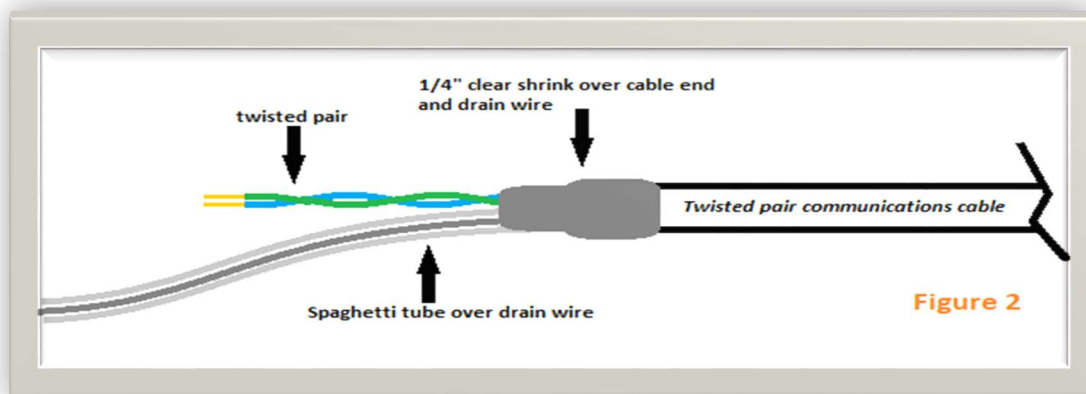 1/4" clear shrink over cable end
and drain wire
twisted pair
Twisted pair communications cable
Spaghetti tube over drain wire
Figure 2